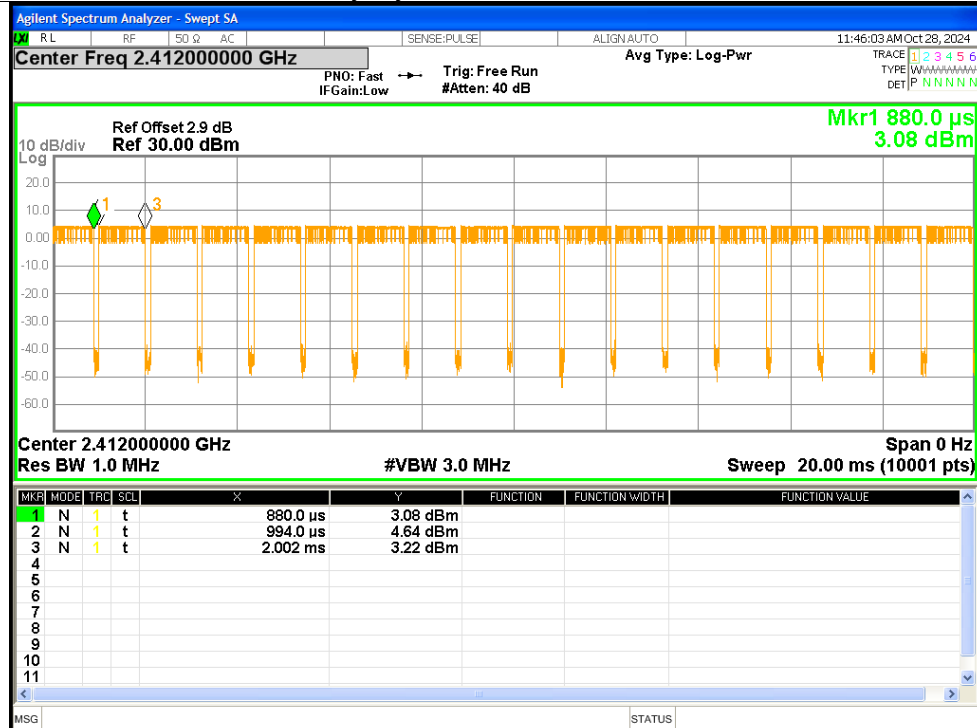 Agilent Spectrum Analyzer - Swept SA
LXI RL RF 50 Ω AC SENSE:PULSE ALIGN AUTO 11:46:03 AM Oct 28, 2024
Center Freq 2.412000000 GHz Avg Type: Log-Pwr TRACE 1 2 3 4 5 6
PNO: Fast Trig: Free Run TYPE W
IFGain:Low #Atten: 40 dB DET P N N N N N
Mkr1 880.0 µs
3.08 dBm
Ref Offset 2.9 dB
10 dB/div Ref 30.00 dBm
Log
20.0
1 3
10.0
0.00
-10.0
-20.0
-30.0
-40.0
-50.0
-60.0
Center 2.412000000 GHz Span 0 Hz
Res BW 1.0 MHz #VBW 3.0 MHz Sweep 20.00 ms (10001 pts)
MKR MODE TRC SCL X Y FUNCTION FUNCTION WIDTH FUNCTION VALUE
1 N 1 t 880.0 µs 3.08 dBm
2 N 1 t 994.0 µs 4.64 dBm
3 N 1 t 2.002 ms 3.22 dBm
4
5
6
7
8
9
10
11
MSG STATUS